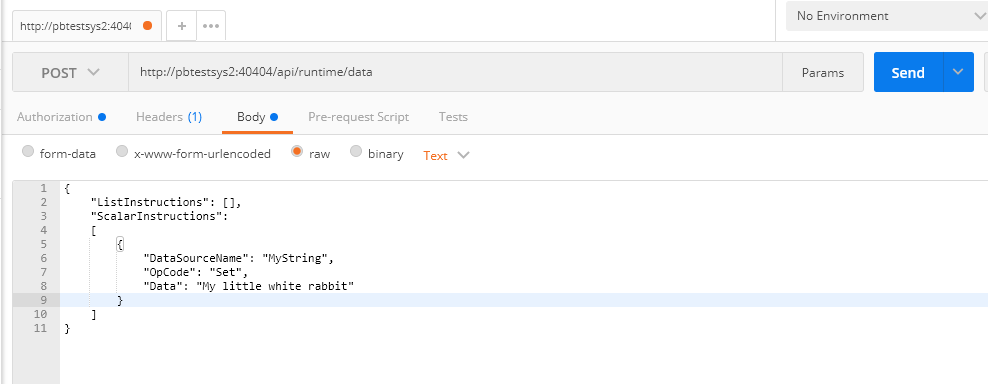 http://pbtestsys2:4040 + ••• No Environment
POST http://pbtestsys2:40404/api/runtime/data Params Send
Authorization Headers (1) Body Pre-request Script Tests
form-data x-www-form-urlencoded raw binary Text
1 {
2 "ListInstructions": [],
3 "ScalarInstructions":
4 [
5 {
6 "DataSourceName": "MyString",
7 "OpCode": "Set",
8 "Data": "My little white rabbit"
9 }
10 ]
11 }